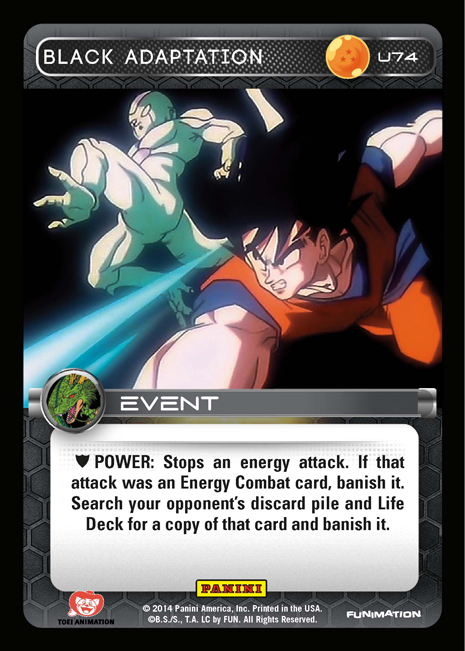 BLACK ADAPTATION U74
EVENT
POWER: Stops an energy attack. If that
attack was an Energy Combat card, banish it.
Search your opponent's discard pile and Life
Deck for a copy of that card and banish it.
PANINI
TOEI ANIMATION
© 2014 Panini America, Inc. Printed in the USA.
©B.S./S., T.A. LC by FUN. All Rights Reserved.
FUNIMATION